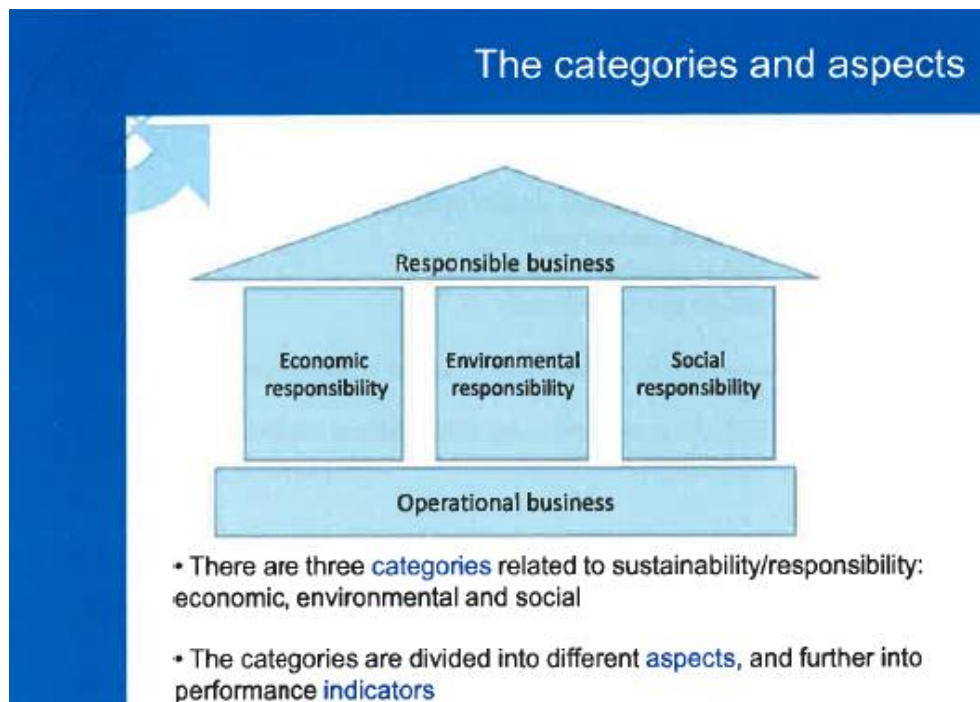 The categories and aspects
Responsible business
Economic
responsibility
Environmental
responsibility
Social
responsibility
Operational business
• There are three categories related to sustainability/responsibility:
economic, environmental and social
• The categories are divided into different aspects, and further into
performance indicators